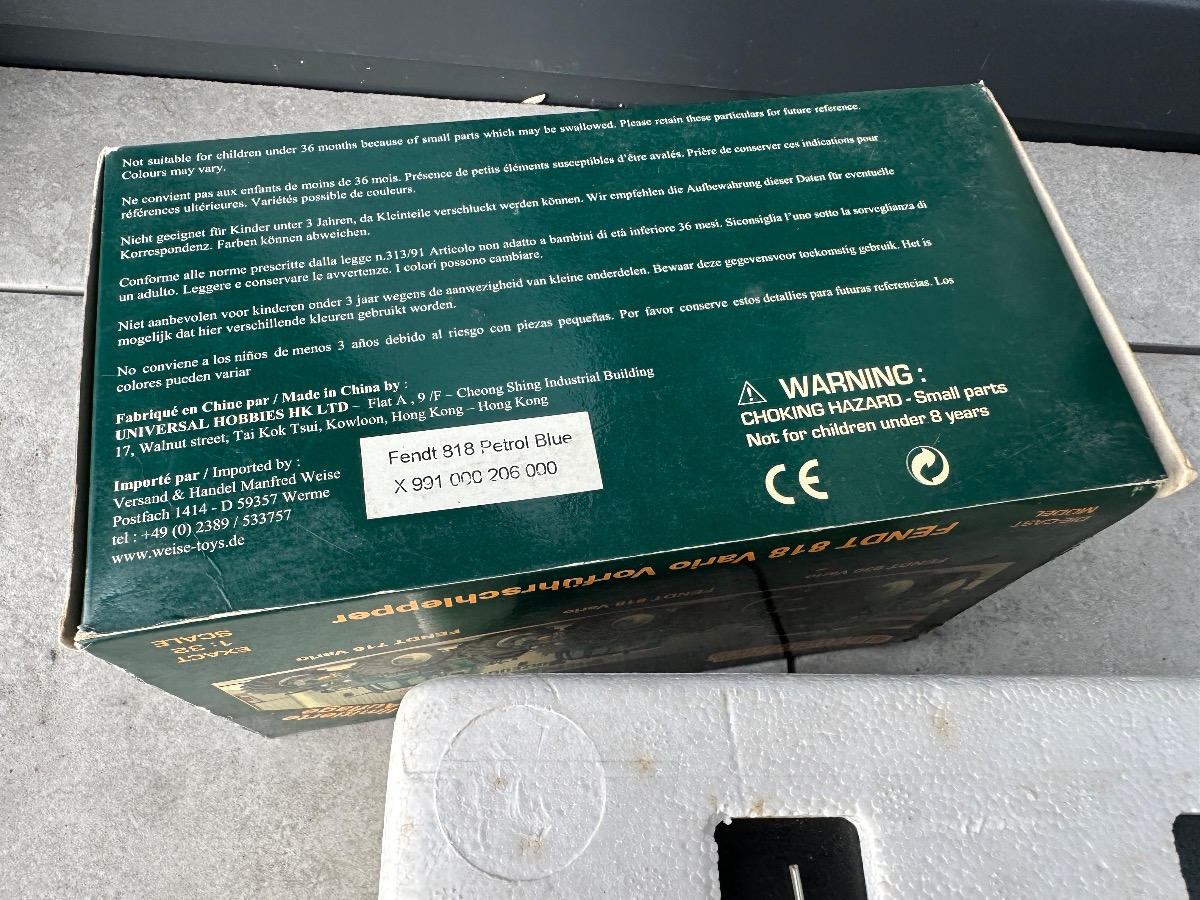 Not suitable for children under 36 months because of small parts which may be swallowed. Please retain these particulars for future reference.
Colours may vary.
Ne convient pas aux enfants de moins de 36 mois. Présence de petits éléments susceptibles d'être avalés. Prière de conserver ces indications pour
références ultérieures. Variétés possible de couleurs.
Nicht geeignet für Kinder unter 3 Jahren, da Kleinteile verschluckt werden können. Wir empfehlen die Aufbewahrung dieser Daten für eventuelle
Korrespondenz. Farben können abweichen.
Conforme alle norme prescritte dalla legge n.313/91 Articolo non adatto a bambini di etá inferiore 36 mesi. Siconsiglia l'uno sotto la sorveglianza di
un adulto. Leggere e conservare le avvertenze. I colori possono cambiare.
Niet aanbevolen voor kinderen onder 3 jaar wegens de aanwezigheid van kleine onderdelen. Bewaar deze gegevensvoor toekomstig gebruik. Het is
mogelijk dat hier verschillende kleuren gebruikt worden.
No conviene a los niños de menos 3 años debido al riesgo con piezas pequeñas. Por favor conserve estos detallies para futuras referencias. Los
colores pueden variar
Fabriqué en Chine par / Made in China by :
UNIVERSAL HOBBIES HK LTD – Flat A , 9 /F – Cheong Shing Industrial Building
17, Walnut street, Tai Kok Tsui, Kowloon, Hong Kong – Hong Kong
Importé par / Imported by :
Versand & Handel Manfred Weise
Postfach 1414 - D 59357 Werme
tel : +49 (0) 2389 / 533757
www.weise-toys.de
Fendt 818 Petrol Blue
X 991 000 206 000
WARNING :
CHOKING HAZARD - Small parts
Not for children under 8 years
CE
DIE-CAST
MODEL
FENDT 818 Vario Vorführschlepper
EXACT
1:32
SCALE
FENDT 930 Vario
FENDT 818 Vario
FENDT 716 Vario